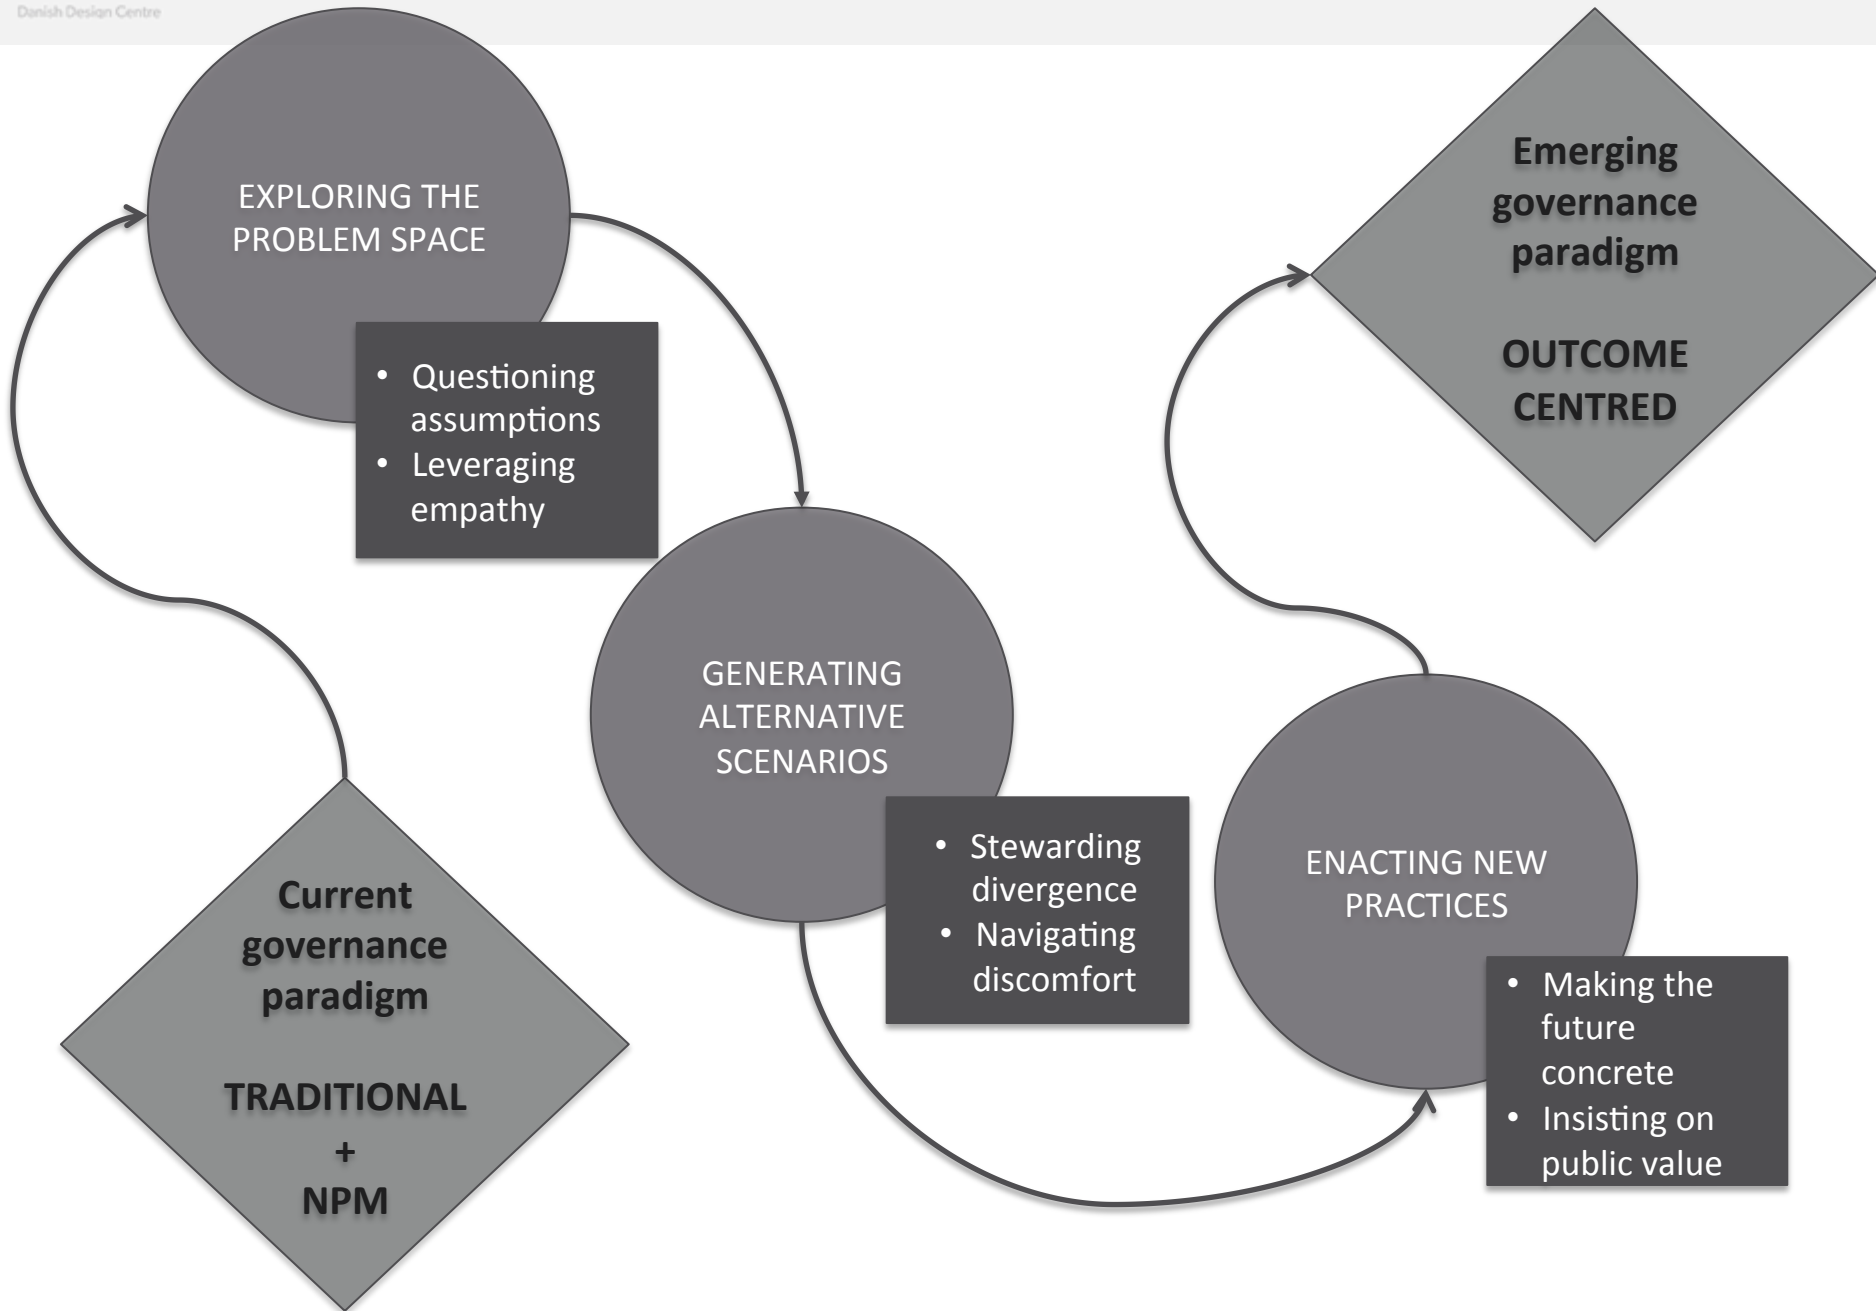 Danish Design Centre
EXPLORING THE
PROBLEM SPACE
• Questioning
assumptions
• Leveraging
empathy
GENERATING
ALTERNATIVE
SCENARIOS
• Stewarding
divergence
• Navigating
discomfort
ENACTING NEW
PRACTICES
• Making the
future
concrete
• Insisting on
public value
Current
governance
paradigm
TRADITIONAL
+
NPM
Emerging
governance
paradigm
OUTCOME
CENTRED